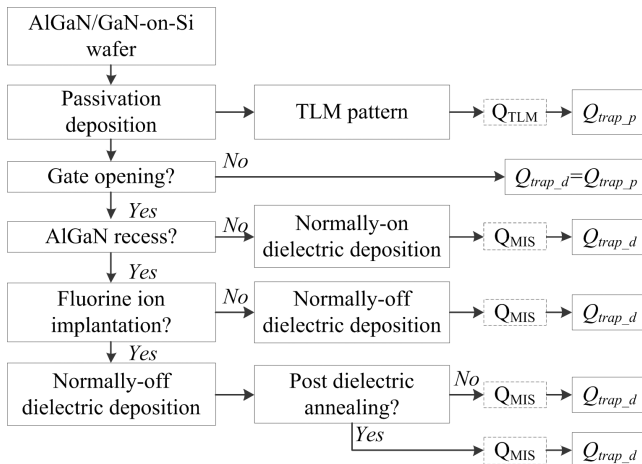 AlGaN/GaN-on-Si
wafer
Passivation
deposition
TLM pattern
Q_TLM
Q_trap_p
Gate opening?
No
Q_trap_d=Q_trap_p
Yes
AlGaN recess?
No
Normally-on
dielectric deposition
Q_MIS
Q_trap_d
Yes
Fluorine ion
implantation?
No
Normally-off
dielectric deposition
Q_MIS
Q_trap_d
Yes
Normally-off
dielectric deposition
Post dielectric
annealing?
No
Q_MIS
Q_trap_d
Yes
Q_MIS
Q_trap_d